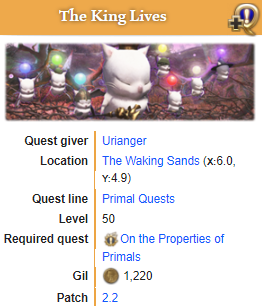 The King Lives
Quest giver Urianger
Location The Waking Sands (x:6.0,
Y:4.9)
Quest line Primal Quests
Level 50
Required quest On the Properties of
Primals
Gil 1,220
Patch 2.2